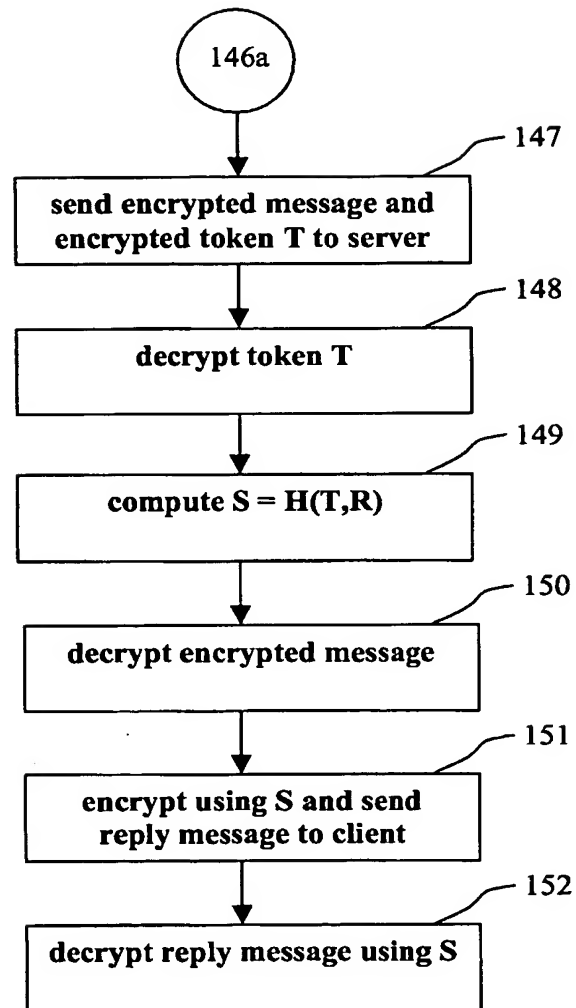 146a
147
send encrypted message and
encrypted token T to server
148
decrypt token T
149
compute S = H(T,R)
150
decrypt encrypted message
151
encrypt using S and send
reply message to client
152
decrypt reply message using S